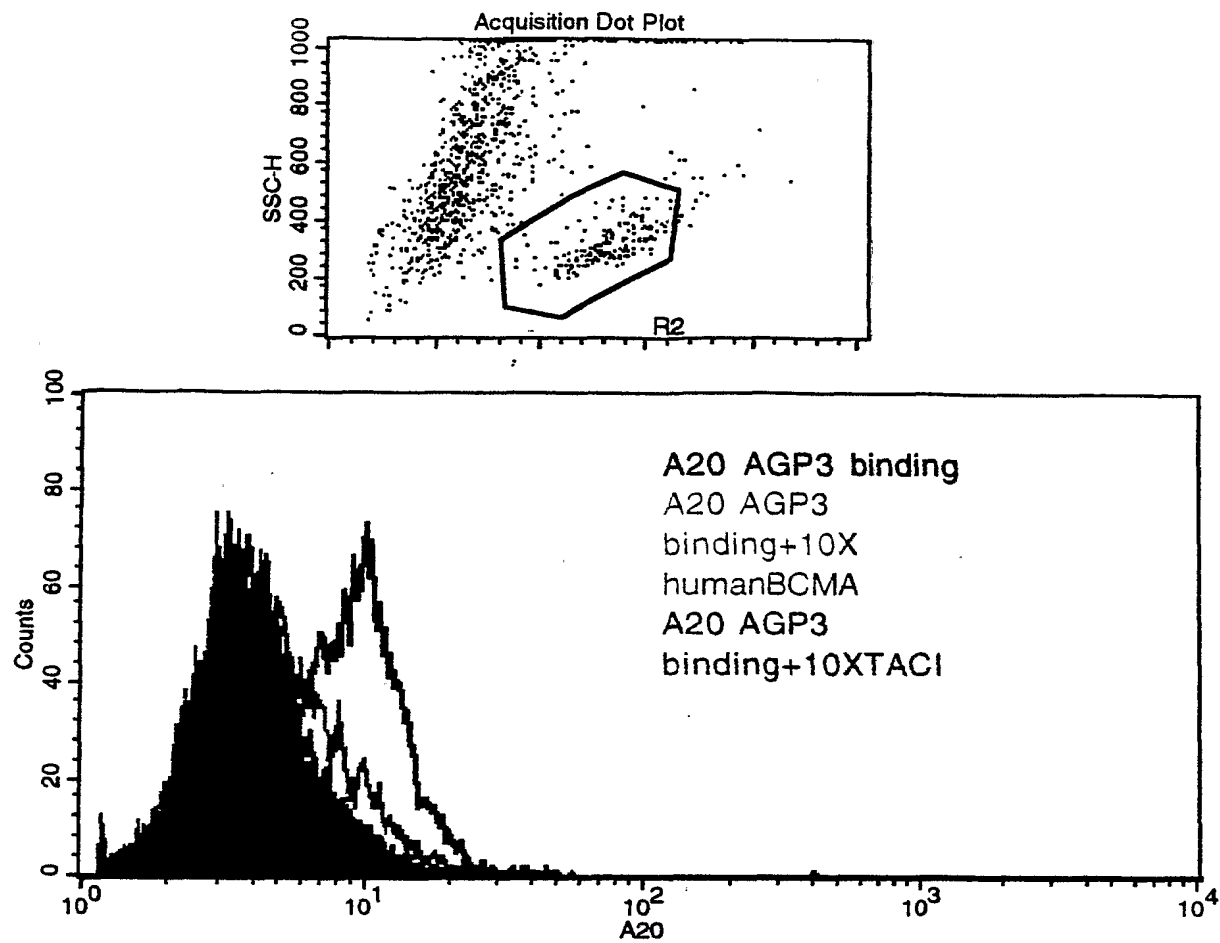 Acquisition Dot Plot
1000
800
600
400
200
0
SSC-H
R2
100
80
60
40
20
0
Counts
A20 AGP3 binding
A20 AGP3
binding+10X
humanBCMA
A20 AGP3
binding+10XTACI
10^0
10^1
10^2
10^3
10^4
A20